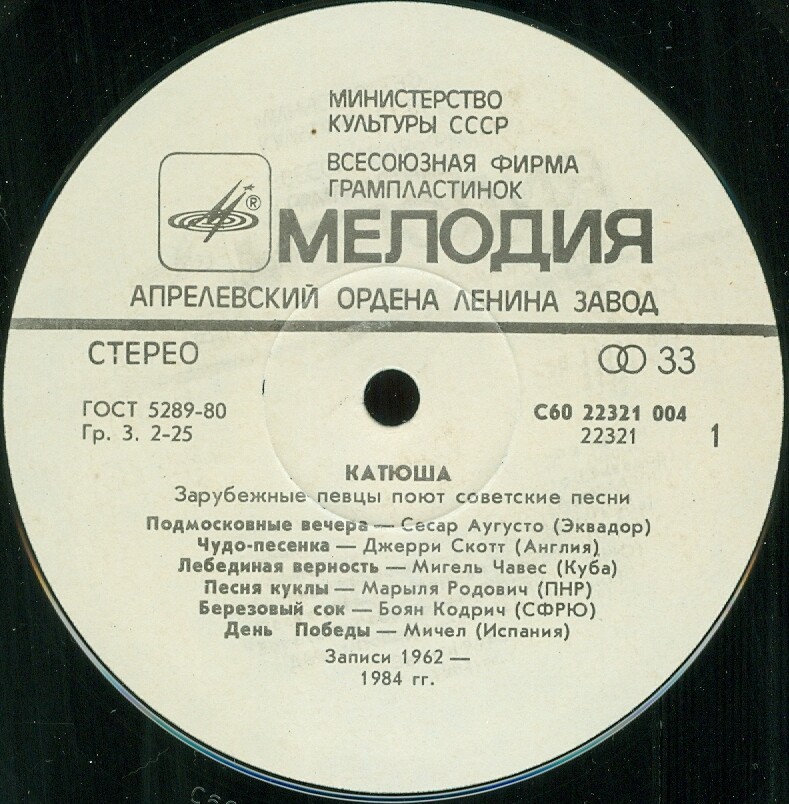 МИНИСТЕРСТВО
КУЛЬТУРЫ СССР
ВСЕСОЮЗНАЯ ФИРМА
ГРАМПЛАСТИНОК
®
МЕЛОДИЯ
АПРЕЛЕВСКИЙ ОРДЕНА ЛЕНИНА ЗАВОД
СТЕРЕО 33
ГОСТ 5289-80 С60 22321 004
Гр. 3. 2-25 22321 1
КАТЮША
Зарубежные певцы поют советские песни
Подмосковные вечера — Сесар Аугусто (Эквадор)
Чудо-песенка — Джерри Скотт (Англия)
Лебединая верность — Мигель Чавес (Куба)
Песня куклы — Марыля Родович (ПНР)
Березовый сок — Боян Кодрич (СФРЮ)
День Победы — Мичел (Испания)
Записи 1962 —
1984 гг.